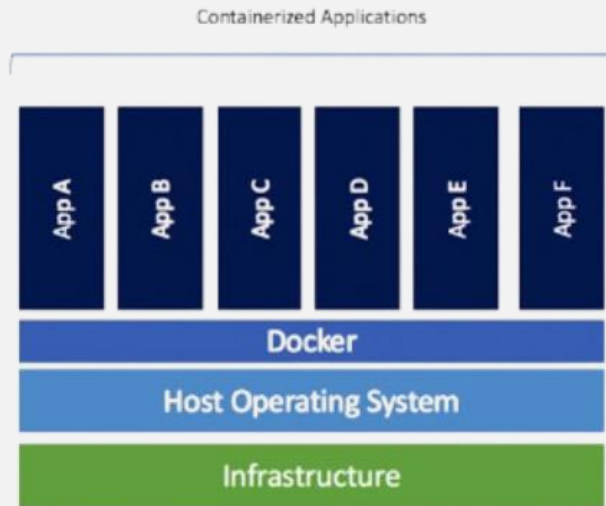 Containerized Applications
App A
App B
App C
App D
App E
App F
Docker
Host Operating System
Infrastructure